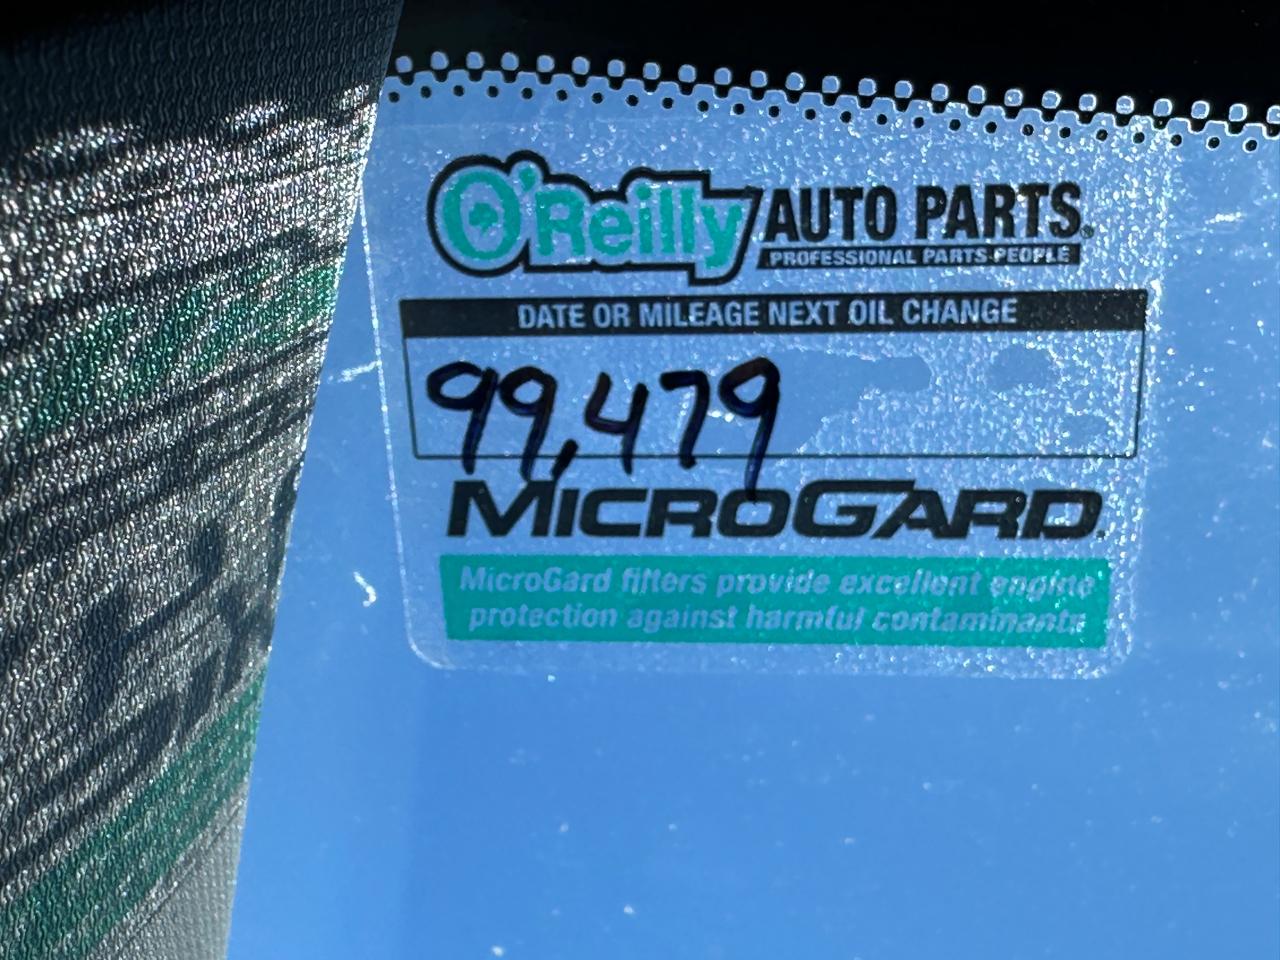 O'Reilly AUTO PARTS®
PROFESSIONAL PARTS PEOPLE
DATE OR MILEAGE NEXT OIL CHANGE
99,479
MICROGARD®
MicroGard filters provide excellent engine
protection against harmful contaminants.